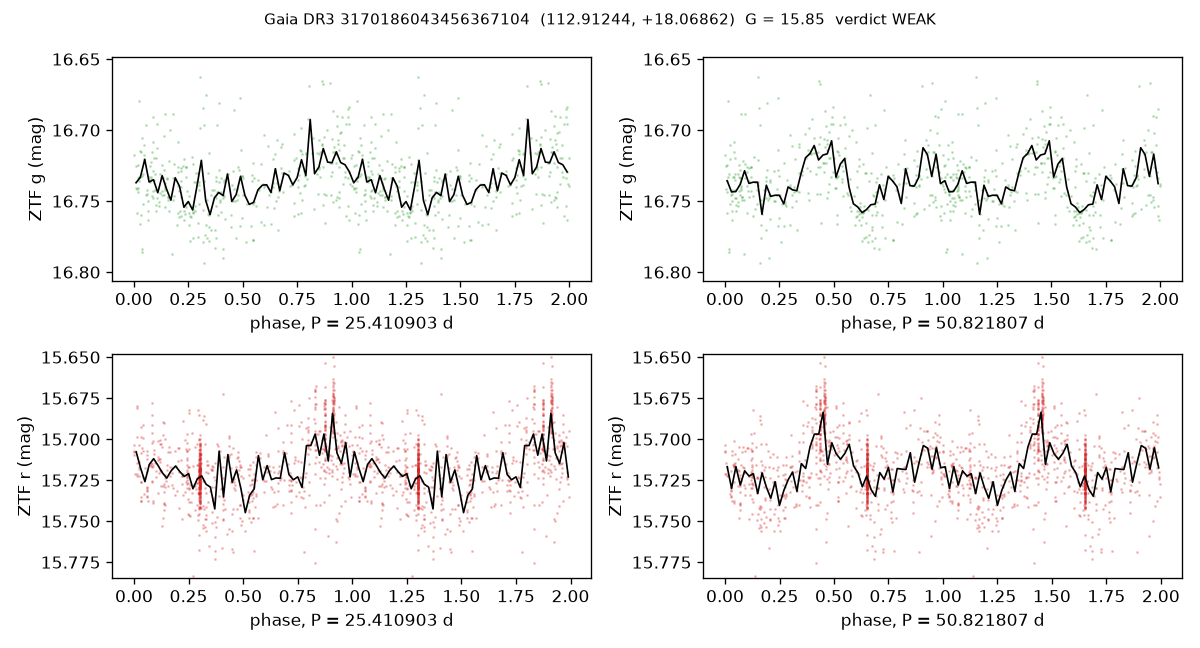 Gaia DR3 3170186043456367104 (112.91244, +18.06862) G = 15.85 verdict WEAK
ZTF g (mag)
16.65
16.70
16.75
16.80
0.00 0.25 0.50 0.75 1.00 1.25 1.50 1.75 2.00
phase, P = 25.410903 d
ZTF g (mag)
16.65
16.70
16.75
16.80
0.00 0.25 0.50 0.75 1.00 1.25 1.50 1.75 2.00
phase, P = 50.821807 d
ZTF r (mag)
15.650
15.675
15.700
15.725
15.750
15.775
0.00 0.25 0.50 0.75 1.00 1.25 1.50 1.75 2.00
phase, P = 25.410903 d
ZTF r (mag)
15.650
15.675
15.700
15.725
15.750
15.775
0.00 0.25 0.50 0.75 1.00 1.25 1.50 1.75 2.00
phase, P = 50.821807 d